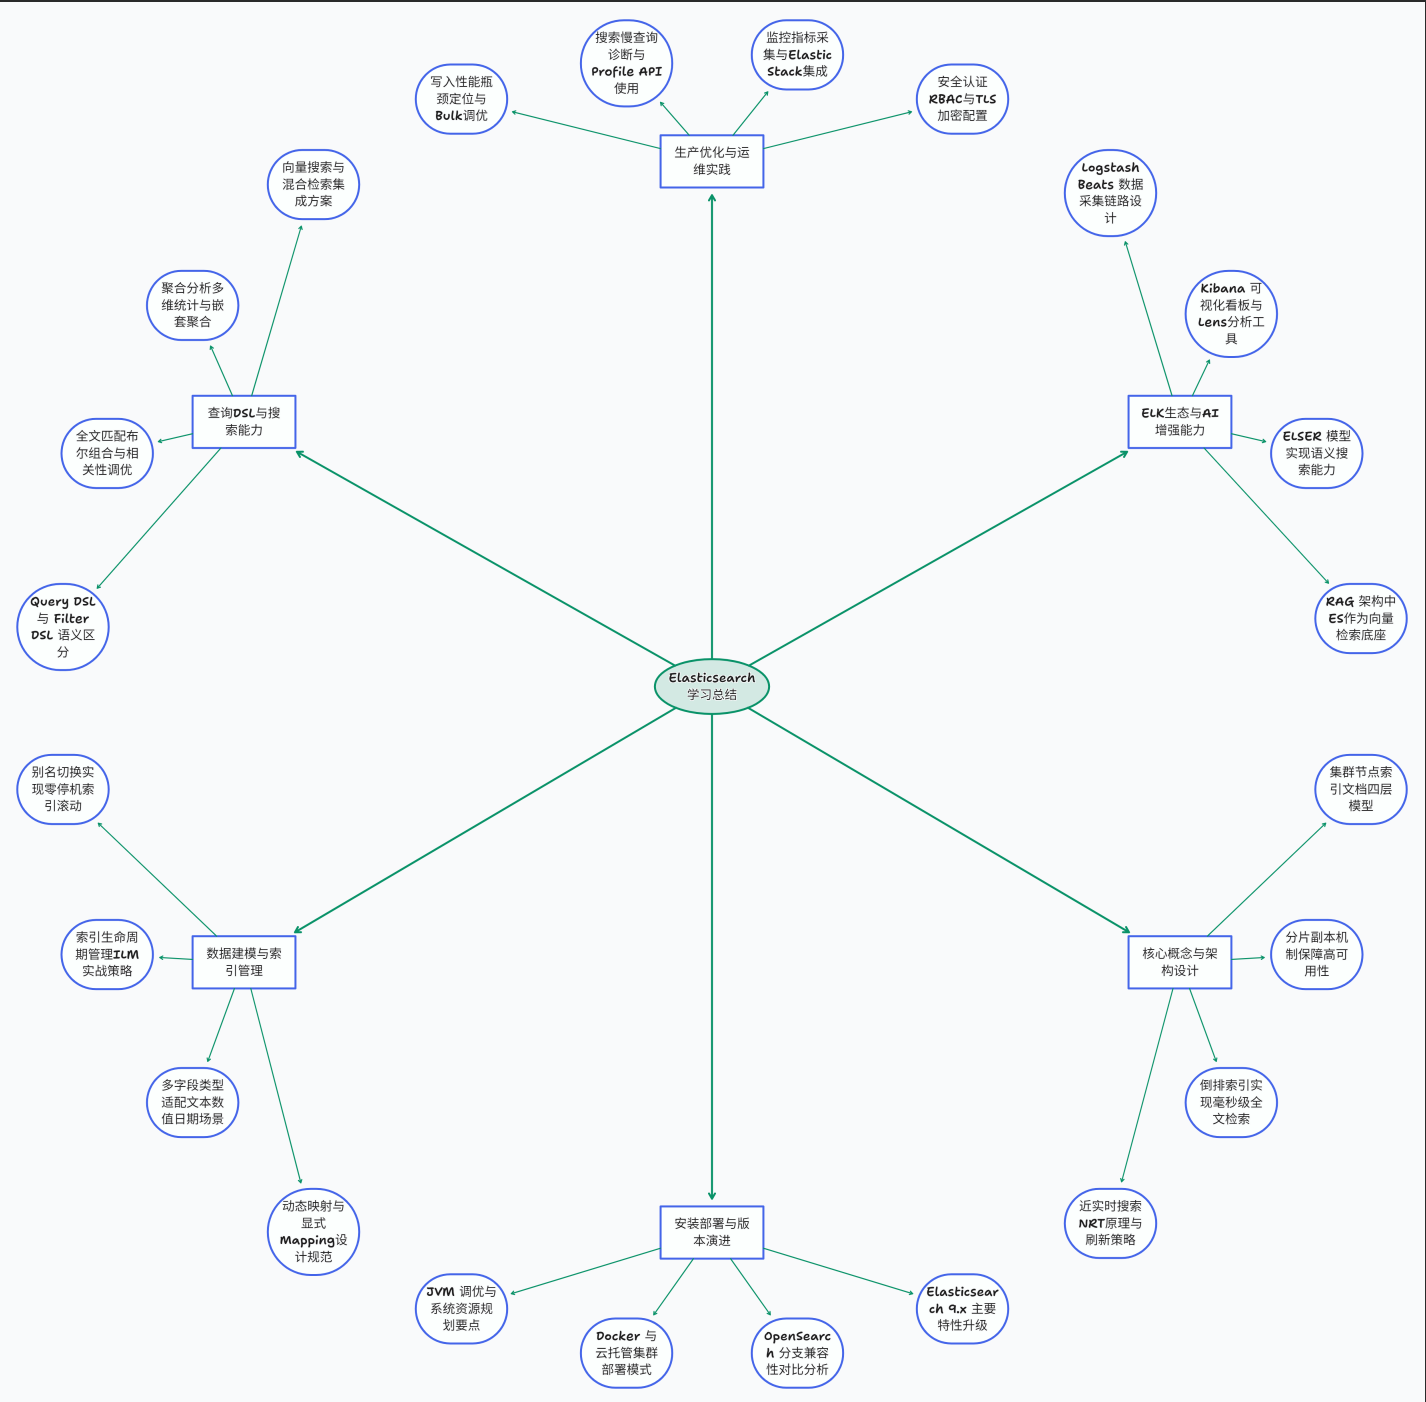 搜索慢查询
诊断与
Profile API
使用
监控指标采
集与Elastic
Stack集成
写入性能瓶
颈定位与
Bulk调优
安全认证
RBAC与TLS
加密配置
生产优化与运
维实践
向量搜索与
混合检索集
成方案
Logstash
Beats 数据
采集链路设
计
聚合分析多
维统计与嵌
套聚合
Kibana 可
视化看板与
Lens分析工
具
查询DSL与搜
索能力
ELK生态与AI
增强能力
全文匹配布
尔组合与相
关性调优
ELSER 模型
实现语义搜
索能力
Query DSL
与 Filter
DSL 语义区
分
RAG 架构中
ES作为向量
检索底座
Elasticsearch
学习总结
别名切换实
现零停机索
引滚动
集群节点索
引文档四层
模型
索引生命周
期管理ILM
实战策略
数据建模与索
引管理
核心概念与架
构设计
分片副本机
制保障高可
用性
多字段类型
适配文本数
值日期场景
倒排索引实
现毫秒级全
文检索
动态映射与
显式
Mapping设
计规范
近实时搜索
NRT原理与
刷新策略
安装部署与版
本演进
JVM 调优与
系统资源规
划要点
Docker 与
云托管集群
部署模式
OpenSearc
h 分支兼容
性对比分析
Elasticsear
ch 9.x 主要
特性升级